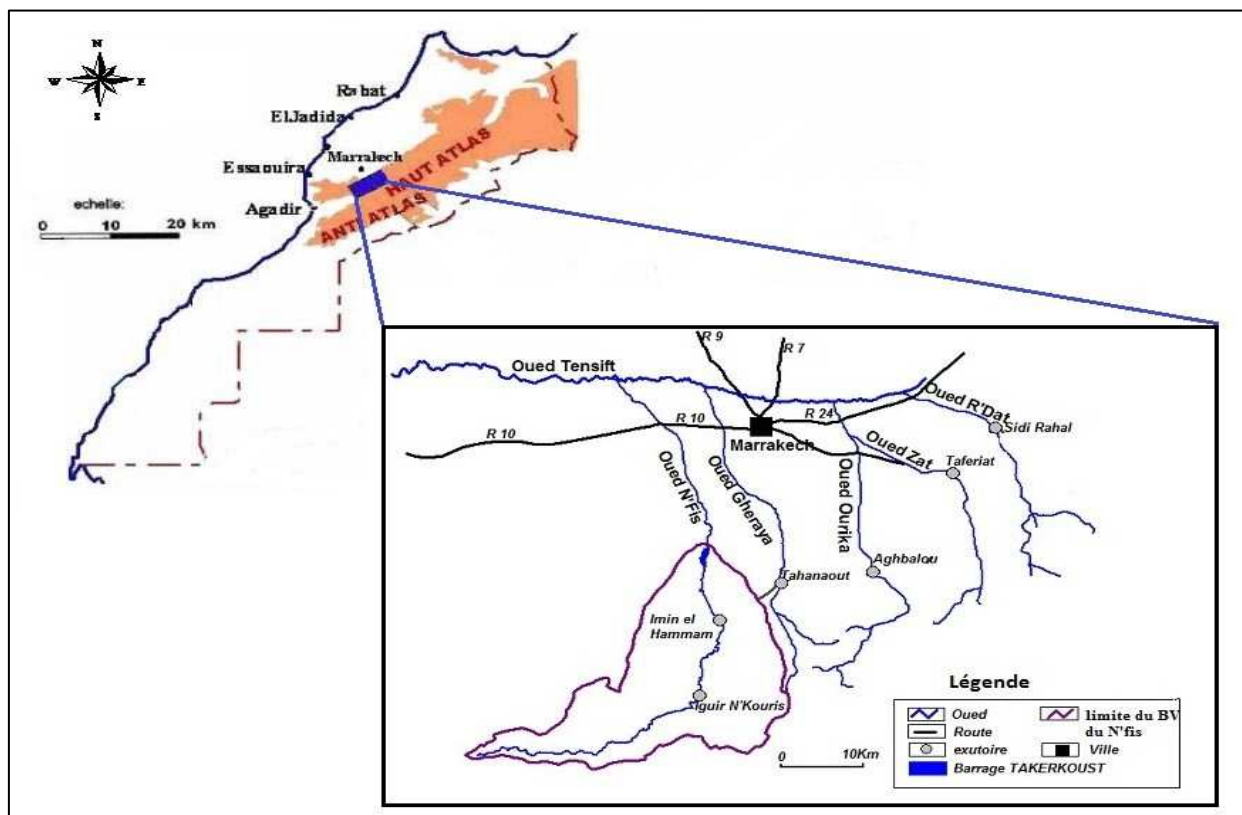 N
W
E
S
Rabat
ElJadida
Marrakech
Essaouira
HAUT ATLAS
Agadir
ANTI ATLAS
echelle:
0 10 20 km
R 9
R 7
Oued Tensift
Oued R'Dat
R 24
Sidi Rahal
R 10
R 10
Marrakech
Oued Zat
Taferiat
Oued N'Fis
Oued Gheraya
Oued Ourika
Aghbalou
Tahanaout
Imin el
Hammam
Iguir N'Kouris
0 10Km
Légende
Oued
limite du BV
du N'fis
Route
exutoire
Ville
Barrage TAKERKOUST